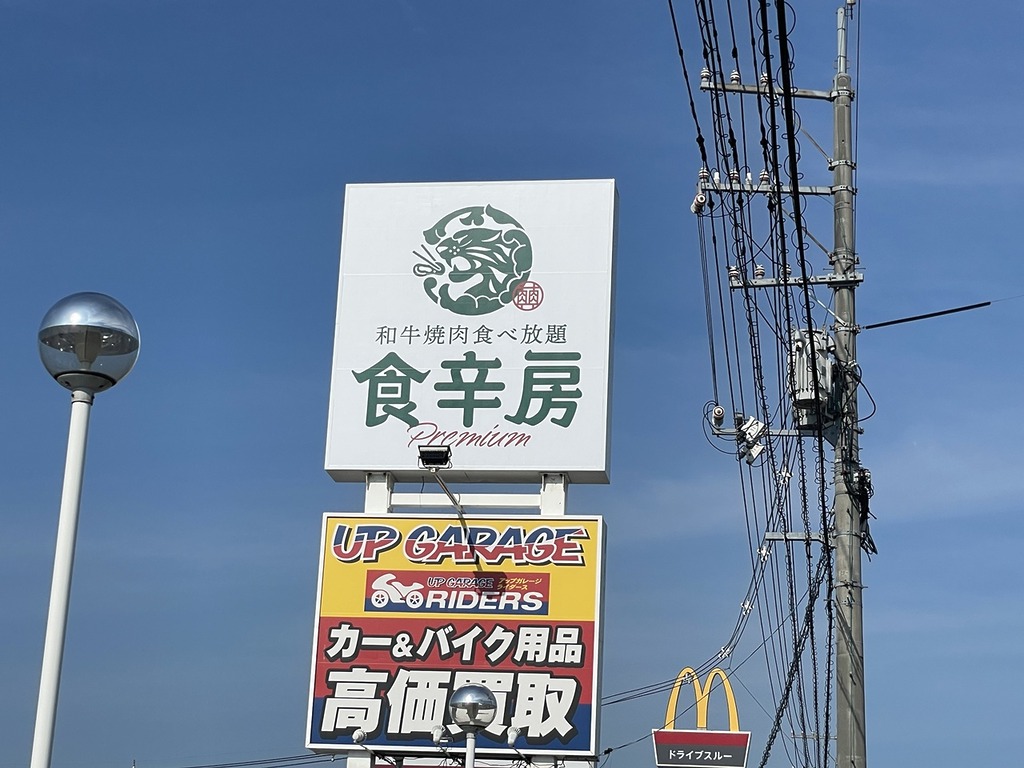 和牛焼肉食べ放題
食辛房
Premium
UP GARAGE
UP GARAGE アップガレージ
ライダース
RIDERS
カー&バイク用品
高価買取
ドライブスルー